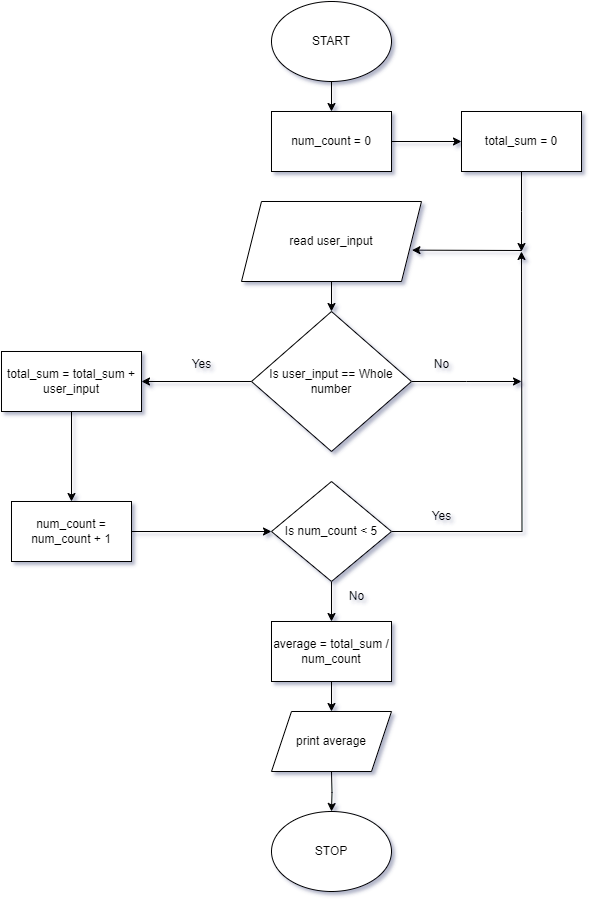 START
num_count = 0
total_sum = 0
read user_input
Is user_input == Whole
number
Yes
No
total_sum = total_sum +
user_input
num_count =
num_count + 1
Is num_count < 5
Yes
No
average = total_sum /
num_count
print average
STOP